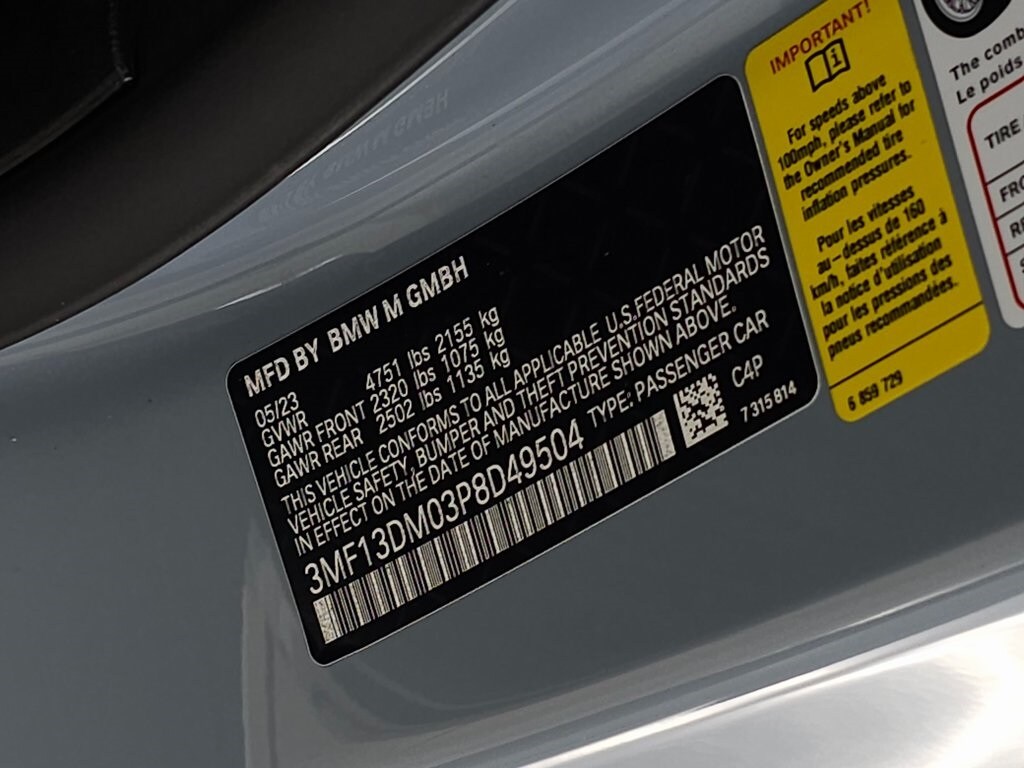 MFD BY BMW M GMBH
05/23
GVWR 4751 lbs 2155 kg
GAWR FRONT 2320 lbs 1075 kg
GAWR REAR 2502 lbs 1135 kg
THIS VEHICLE CONFORMS TO ALL APPLICABLE U.S.FEDERAL MOTOR
VEHICLE SAFETY, BUMPER AND THEFT PREVENTION STANDARDS
IN EFFECT ON THE DATE OF MANUFACTURE SHOWN ABOVE.
3MF13DM03P8D49504 TYPE: PASSENGER CAR
C4P
7 315 814
IMPORTANT!
For speeds above
100mph, please refer to
the Owner's Manual for
recommended tire
inflation pressures.
Pour les vitesses
au-dessus de 160
km/h, faites référence à
la notice d'utilisation
pour les pressions des
pneus recommandées.
6 859 729
The comb
Le poids
TIRE
FRO
RE
S